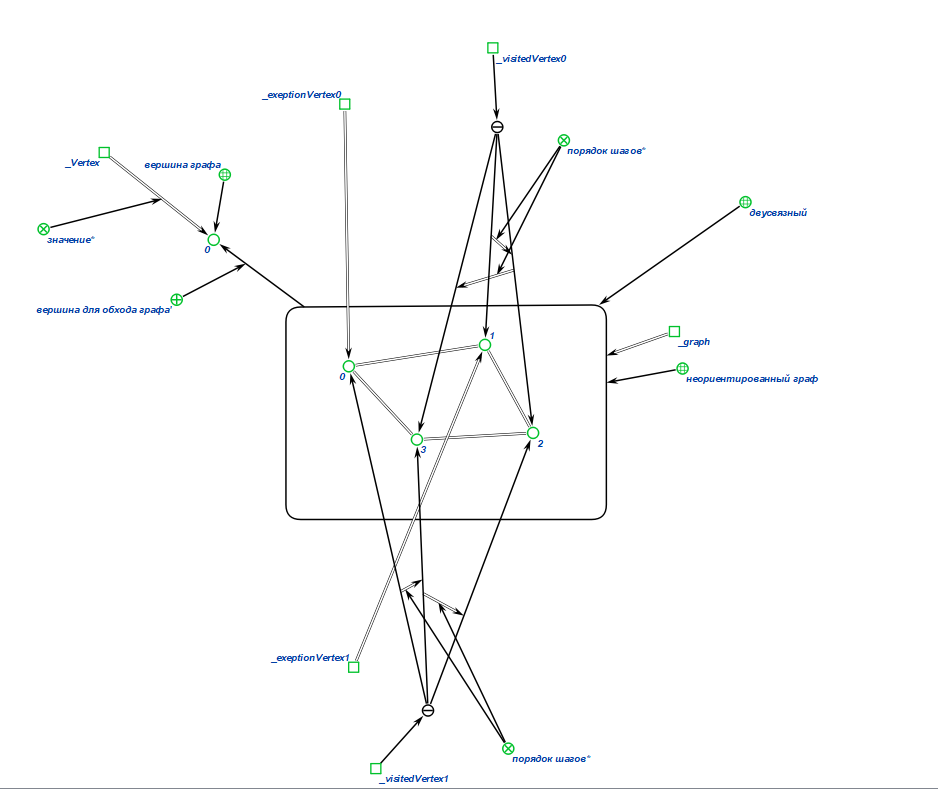 _visitedVertex0
_exeptionVertex0
порядок шагов*
_Vertex
вершина графа
двусвязный
значение*
0
вершина для обхода графа'
1
_graph
0
неориентированный граф
3
2
_exeptionVertex1
порядок шагов*
_visitedVertex1